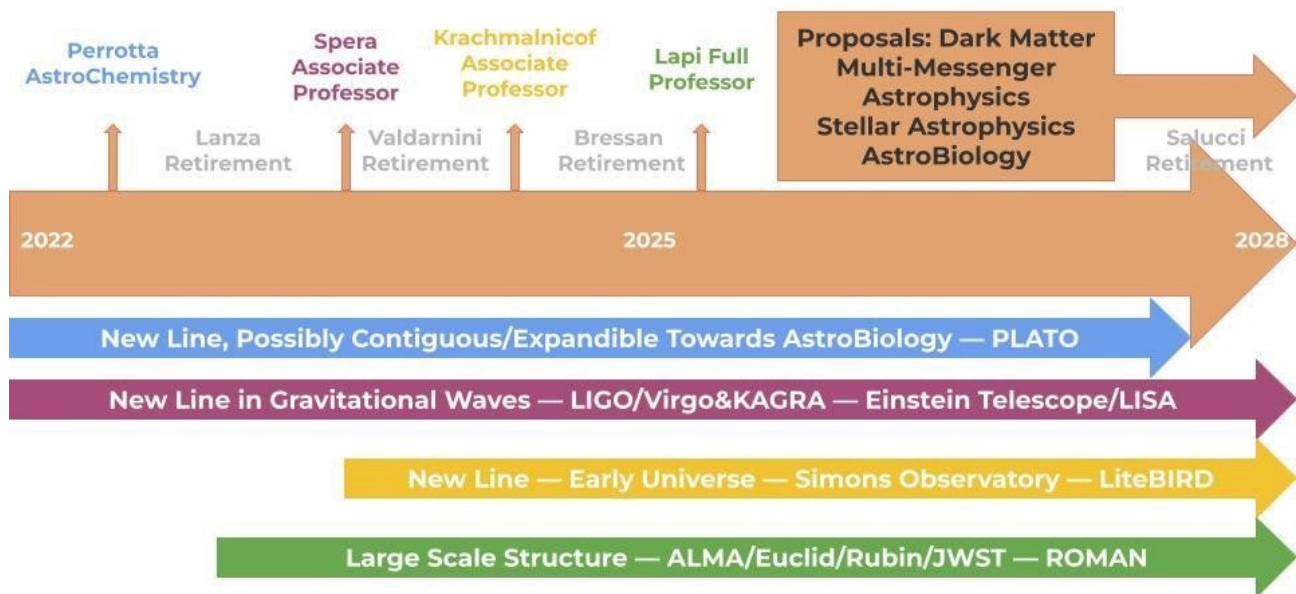 Perrotta
AstroChemistry
Spera
Associate
Professor
Krachmalnicof
Associate
Professor
Lapi Full
Professor
Proposals: Dark Matter
Multi-Messenger
Astrophysics
Stellar Astrophysics
AstroBiology
Lanza
Retirement
Valdarnini
Retirement
Bressan
Retirement
Salucci
Retirement
2022
2025
2028
New Line, Possibly Contiguous/Expandible Towards AstroBiology — PLATO
New Line in Gravitational Waves — LIGO/Virgo&KAGRA — Einstein Telescope/LISA
New Line — Early Universe — Simons Observatory — LiteBIRD
Large Scale Structure — ALMA/Euclid/Rubin/JWST — ROMAN